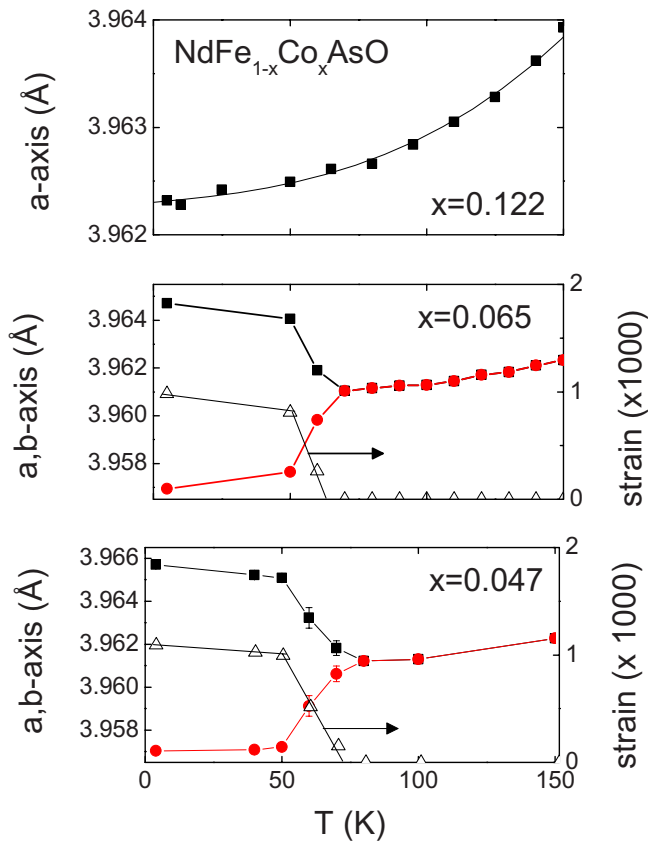 3.964
3.963
3.962
a-axis (Å)
NdFe1-xCoxAsO
x=0.122
3.964
3.962
3.960
3.958
a,b-axis (Å)
x=0.065
2
1
0
strain (x1000)
3.966
3.964
3.962
3.960
3.958
a,b-axis (Å)
x=0.047
2
1
0
strain (x 1000)
0 50 100 150
T (K)